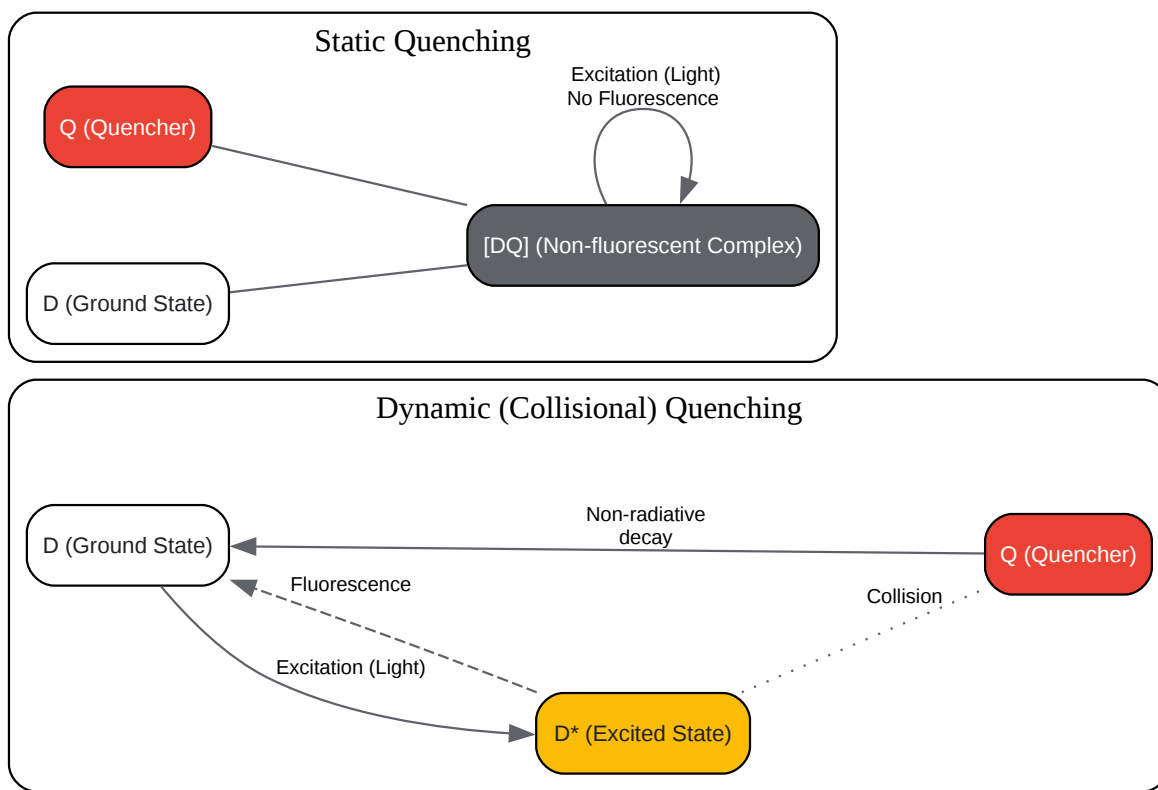 Static Quenching
Excitation (Light)
No Fluorescence
Q (Quencher)
[DQ] (Non-fluorescent Complex)
D (Ground State)
Dynamic (Collisional) Quenching
Non-radiative
decay
D (Ground State)
Q (Quencher)
Fluorescence
Collision
Excitation (Light)
D* (Excited State)